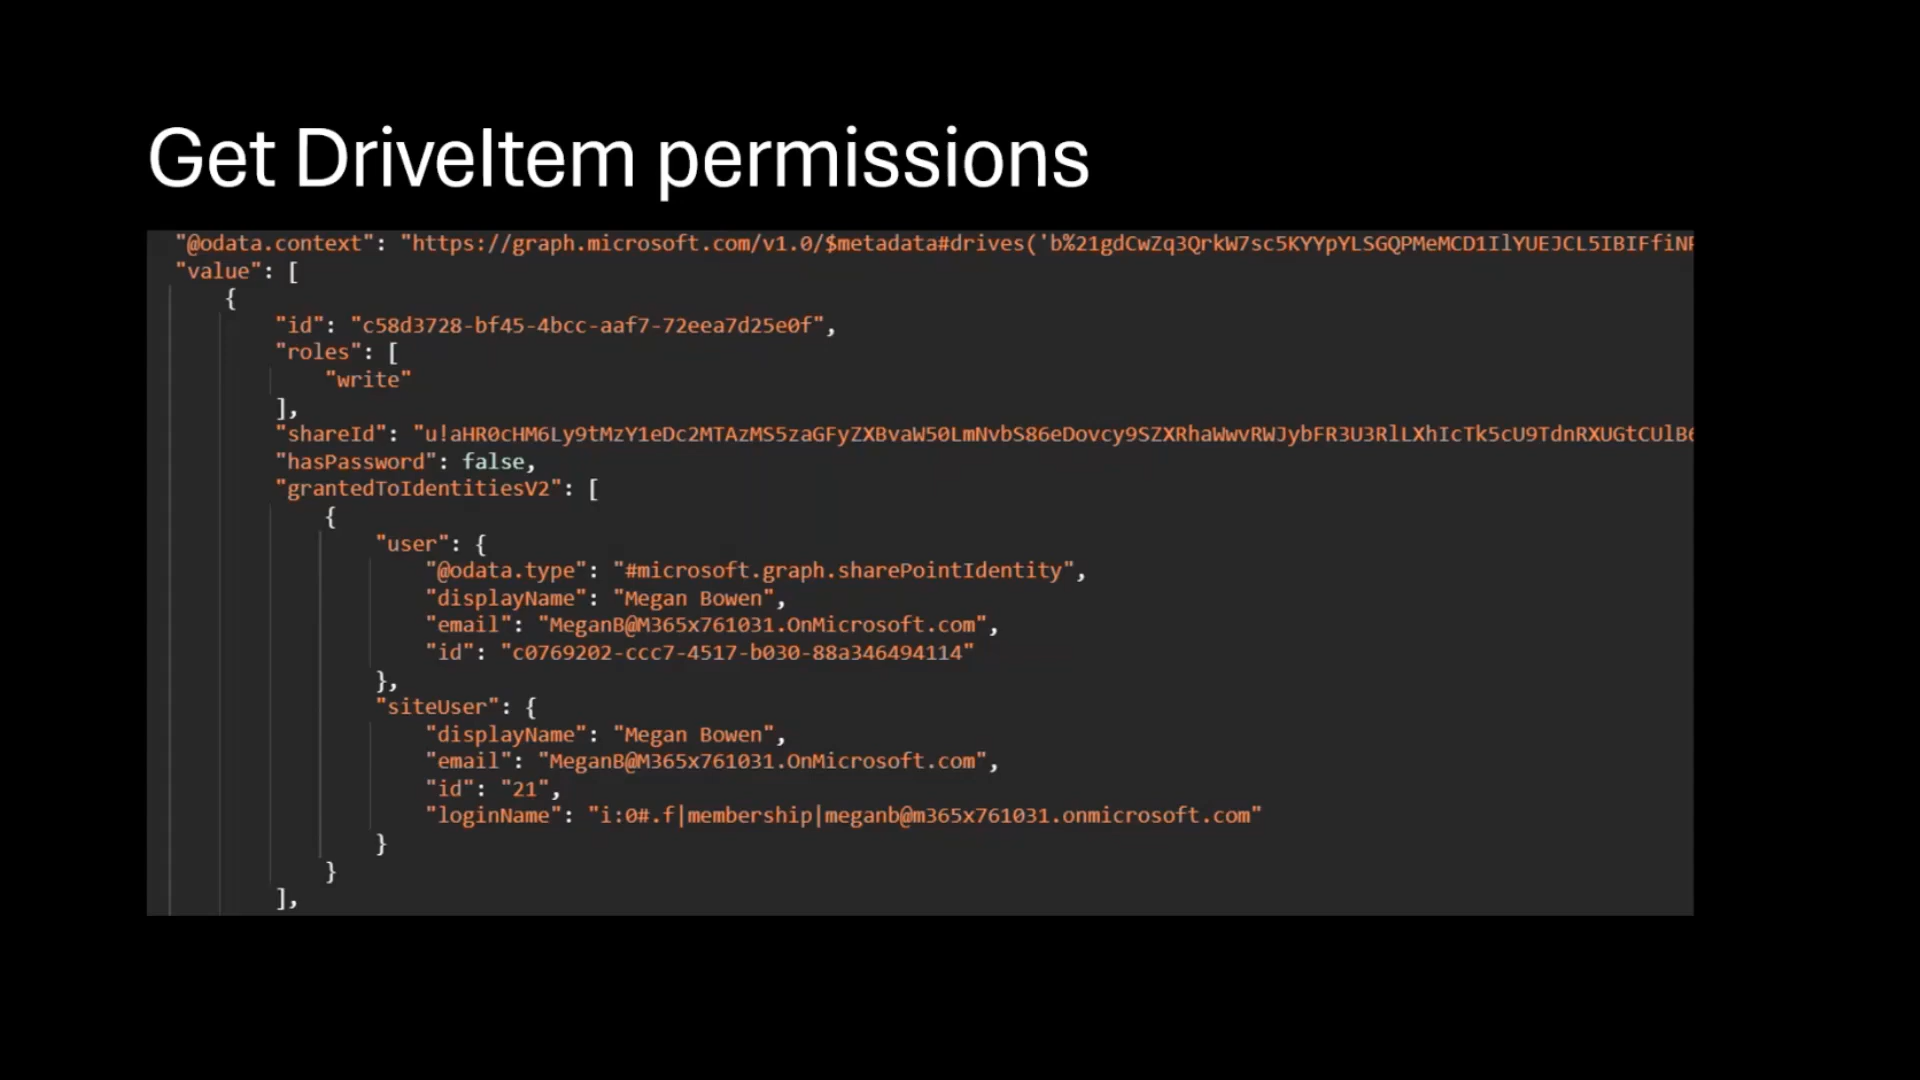 Get DriveItem permissions
"@odata.context": "https://graph.microsoft.com/v1.0/$metadata#drives('b%21gdCwZq3QrkW7sc5KYYpYLSGQPMeMCD1IlYUEJCL5IBIFfiNF
"value": [
{
"id": "c58d3728-bf45-4bcc-aaf7-72eea7d25e0f",
"roles": [
"write"
],
"shareId": "u!aHR0cHM6Ly9tMzY1eDc2MTAzMS5zaGFyZXBvaW50LmNvbS86eDovcy9SZXRhaWwvRWJybFR3U3RlLXhIcTk5cU9TdnRXUGtCUlB6
"hasPassword": false,
"grantedToIdentitiesV2": [
{
"user": {
"@odata.type": "#microsoft.graph.sharePointIdentity",
"displayName": "Megan Bowen",
"email": "MeganB@M365x761031.OnMicrosoft.com",
"id": "c0769202-ccc7-4517-b030-88a346494114"
},
"siteUser": {
"displayName": "Megan Bowen",
"email": "MeganB@M365x761031.OnMicrosoft.com",
"id": "21",
"loginName": "i:0#.f|membership|meganb@m365x761031.onmicrosoft.com"
}
}
],